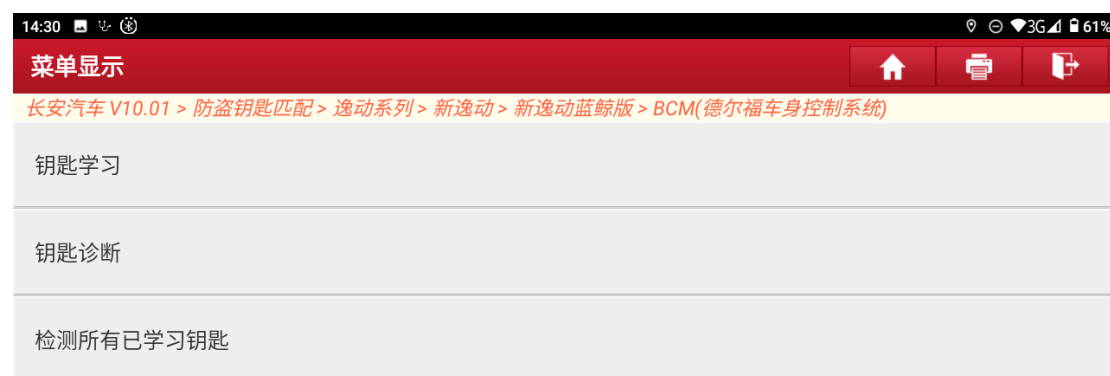 14:30 3G 61%
菜单显示
长安汽车 V10.01 > 防盗钥匙匹配 > 逸动系列 > 新逸动 > 新逸动蓝鲸版 > BCM(德尔福车身控制系统)
钥匙学习
钥匙诊断
检测所有已学习钥匙